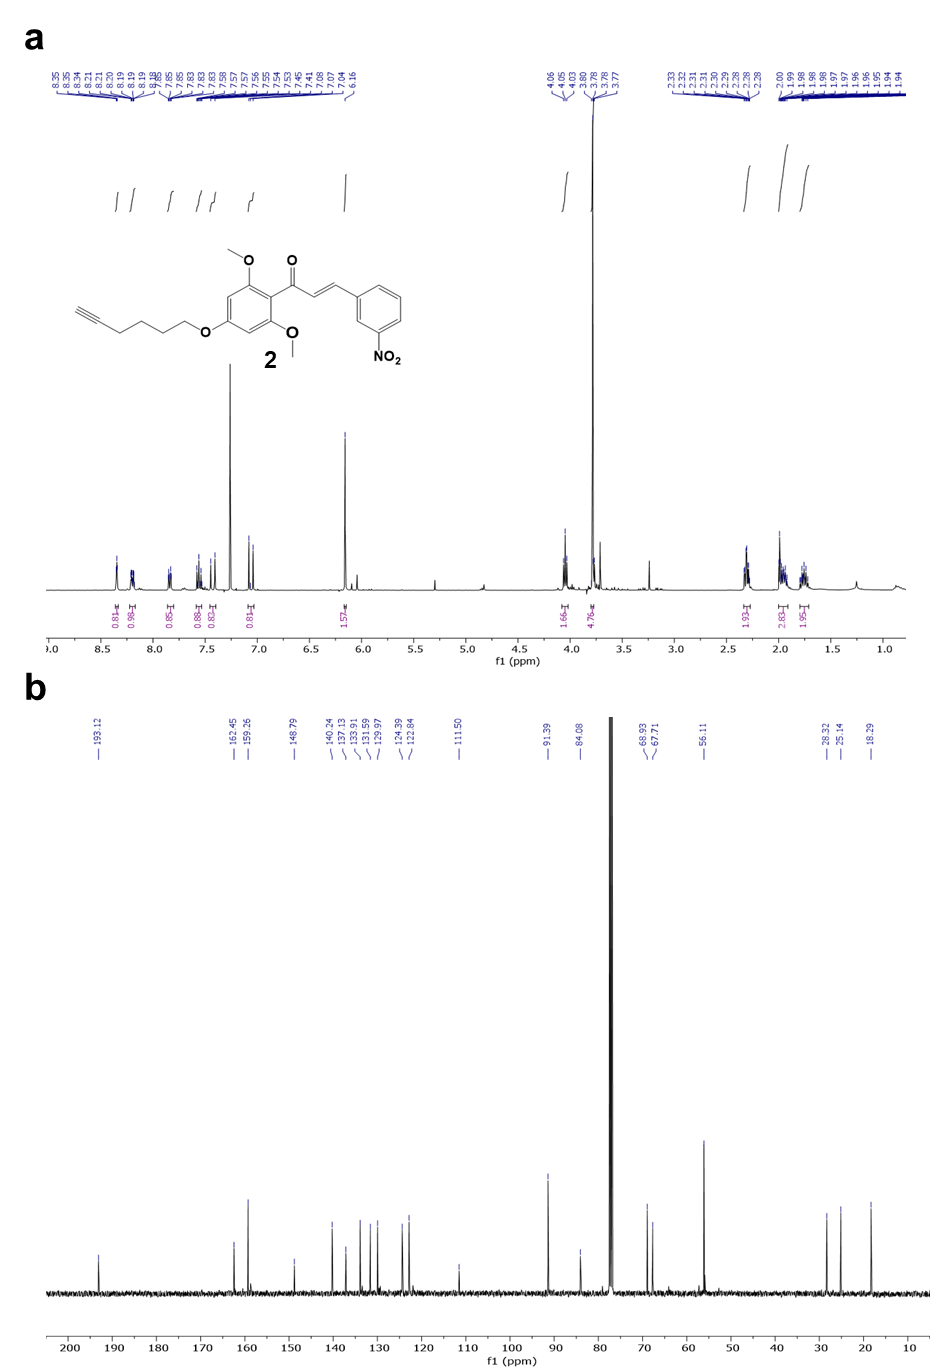 a
8.35 8.35 8.34 8.21 8.21 8.20 8.19 8.19 8.19 8.18 7.85 7.85 7.85 7.83 7.83 7.83 7.58 7.57 7.57 7.56 7.55 7.54 7.53 7.45 7.41 7.08 7.07 7.04 6.16 4.06 4.05 4.03 3.80 3.78 3.78 3.77 2.33 2.32 2.31 2.31 2.30 2.29 2.28 2.28 2.28 2.00 1.99 1.98 1.98 1.98 1.97 1.97 1.96 1.96 1.95 1.94 1.94
O O
O O
2 NO2
0.81 0.98 0.85 0.88 0.83 0.81 1.57 1.66 4.76 1.93 2.83 1.95
9.0 8.5 8.0 7.5 7.0 6.5 6.0 5.5 5.0 4.5 4.0 3.5 3.0 2.5 2.0 1.5 1.0
f1 (ppm)
b
193.12 162.45 159.26 148.79 140.24 137.13 133.91 131.59 129.97 124.39 122.84 111.50 91.39 84.08 68.93 67.71 56.11 28.32 25.14 18.29
200 190 180 170 160 150 140 130 120 110 100 90 80 70 60 50 40 30 20 10
f1 (ppm)